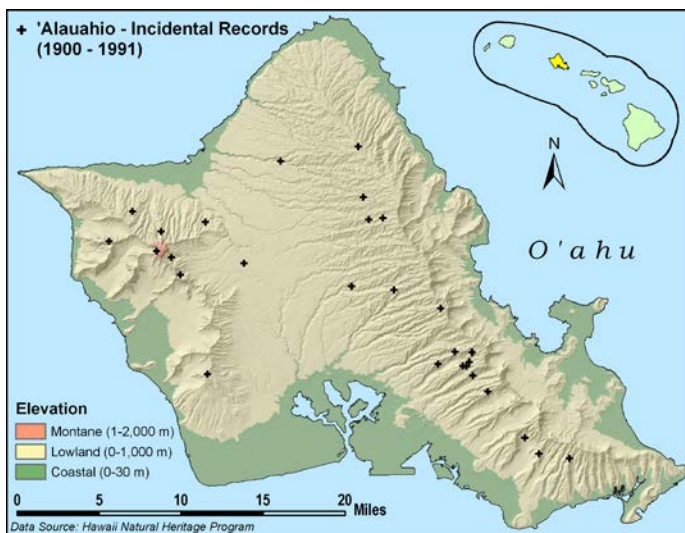 'Alauahio - Incidental Records
(1900 - 1991)
N
O'ahu
Elevation
Montane (1-2,000 m)
Lowland (0-1,000 m)
Coastal (0-30 m)
0 5 10 15 20 Miles
Data Source: Hawaii Natural Heritage Program